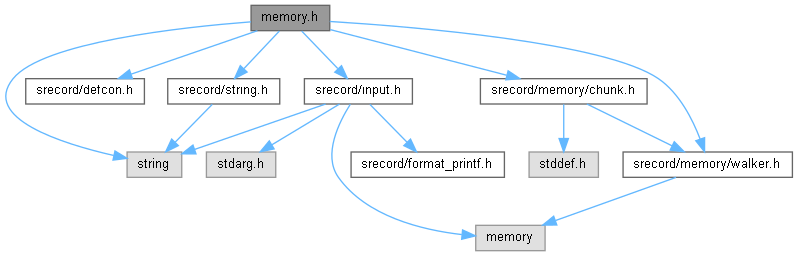 memory.h
srecord/defcon.h
srecord/string.h
srecord/input.h
srecord/memory/chunk.h
string
stdarg.h
srecord/format_printf.h
stddef.h
srecord/memory/walker.h
memory